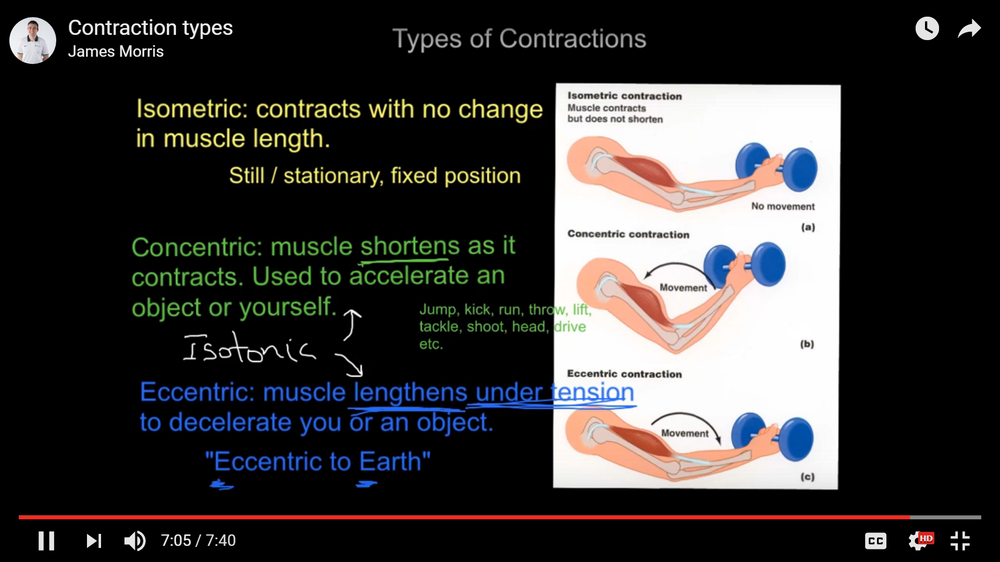 Contraction types
James Morris
Types of Contractions
Isometric: contracts with no change
in muscle length.
Still / stationary, fixed position
Concentric: muscle shortens as it
contracts. Used to accelerate an
object or yourself.
Jump, kick, run, throw, lift,
tackle, shoot, head, drive
etc.
Isotonic
Eccentric: muscle lengthens under tension
to decelerate you or an object.
"Eccentric to Earth"
Isometric contraction
Muscle contracts
but does not shorten
No movement
(a)
Concentric contraction
Movement
(b)
Eccentric contraction
Movement
(c)
7:05 / 7:40
CC
HD